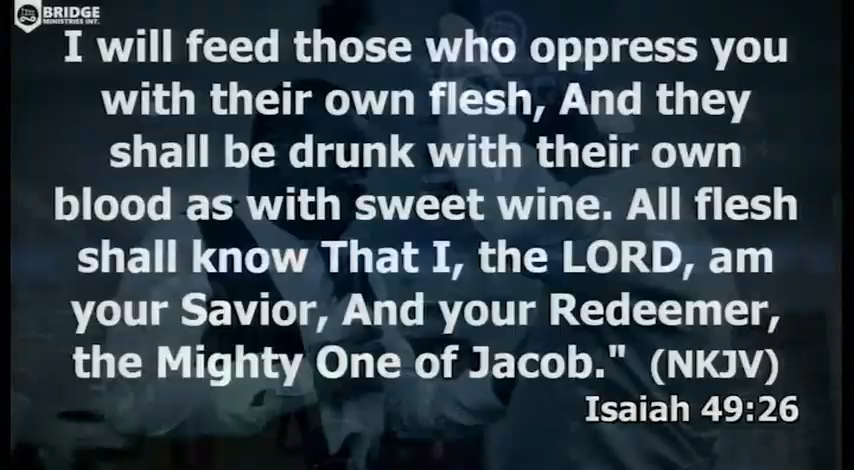 BRIDGE
MINISTRIES INT.
I will feed those who oppress you
with their own flesh, And they
shall be drunk with their own
blood as with sweet wine. All flesh
shall know That I, the LORD, am
your Savior, And your Redeemer,
the Mighty One of Jacob." (NKJV)
Isaiah 49:26